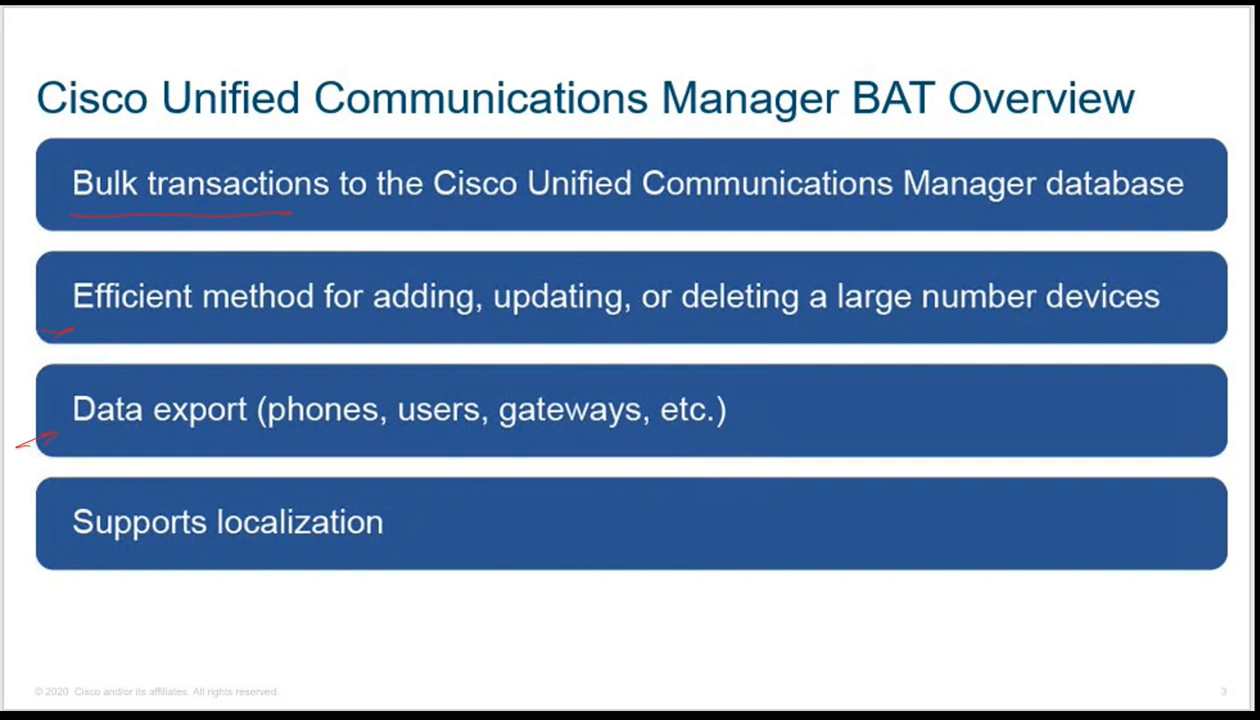 Cisco Unified Communications Manager BAT Overview
Bulk transactions to the Cisco Unified Communications Manager database
Efficient method for adding, updating, or deleting a large number devices
Data export (phones, users, gateways, etc.)
Supports localization
© 2020 Cisco and/or its affiliates. All rights reserved.
3